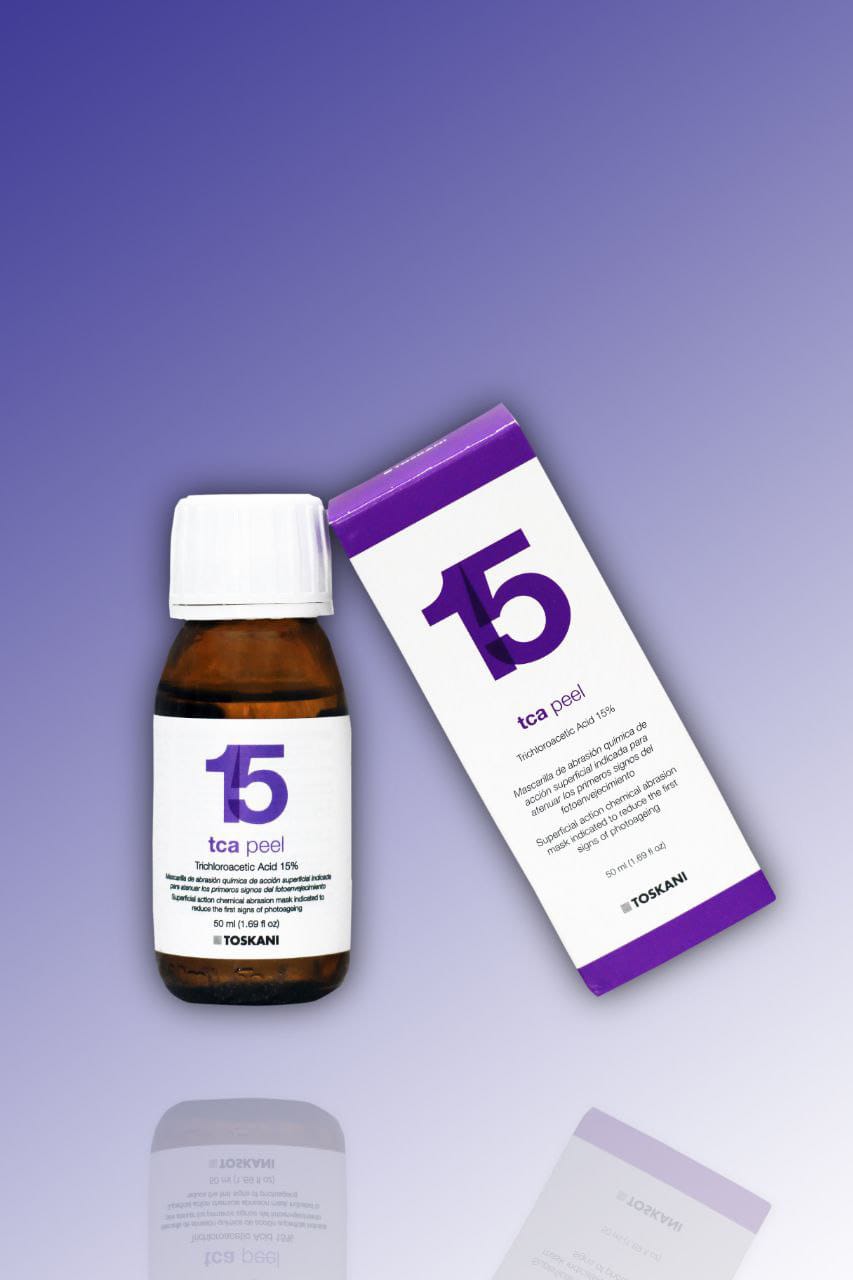 15
tca peel
Trichloroacetic Acid 15%
Mascarilla de abrasión química de acción superficial indicada
para atenuar los primeros signos del fotoenvejecimiento
Superficial action chemical abrasion mask indicated to
reduce the first signs of photoageing
50 ml (1.69 fl oz)
TOSKANI
TOSKANI
15
tca peel
Trichloroacetic Acid 15%
Mascarilla de abrasión química de
acción superficial indicada para
atenuar los primeros signos del
fotoenvejecimiento
Superficial action chemical abrasion
mask indicated to reduce the first
signs of photoageing
50 ml (1.69 fl oz)
TOSKANI